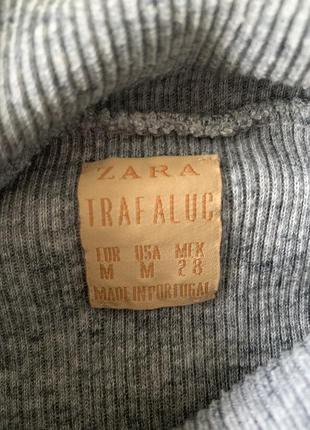 ZARA
TRAFALUC
EUR USA MEX
M M 28
MADE IN PORTUGAL